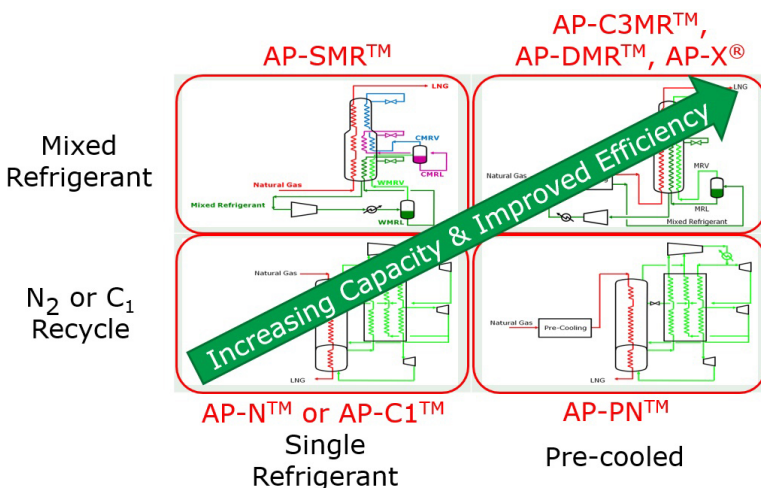 AP-SMR™
AP-C3MR™,
AP-DMR™, AP-X®
Mixed
Refrigerant
LNG
CMRV
CMRL
WMRV
Natural Gas
Mixed Refrigerant
WMRL
LNG
Natural Gas
MRV
MRL
Mixed Refrigerant
Increasing Capacity & Improved Efficiency
N₂ or C₁
Recycle
Natural Gas
LNG
Natural Gas
Pre-Cooling
LNG
AP-N™ or AP-C1™
AP-PN™
Single
Refrigerant
Pre-cooled